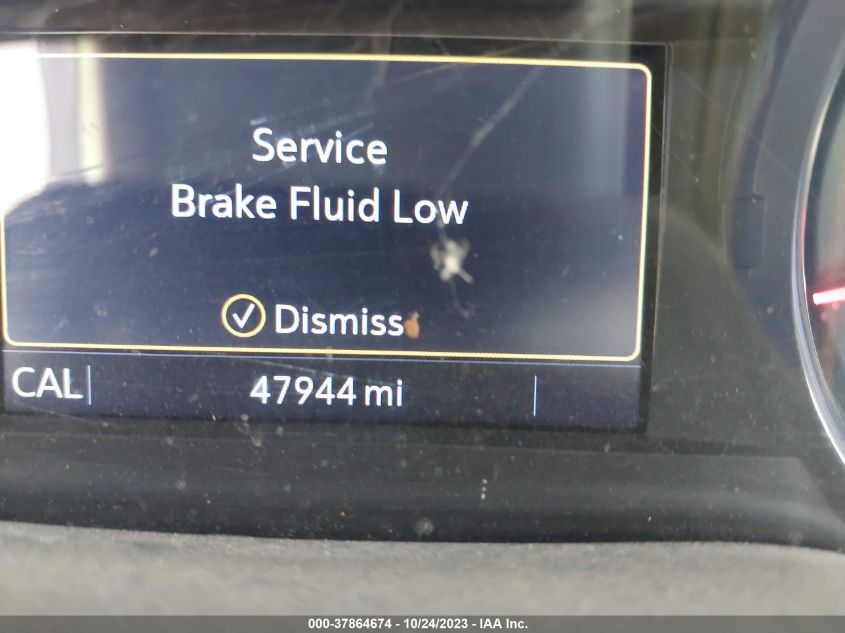 Service
Brake Fluid Low
Dismiss
CAL
47944 mi
000-37864674 - 10/24/2023 - IAA Inc.